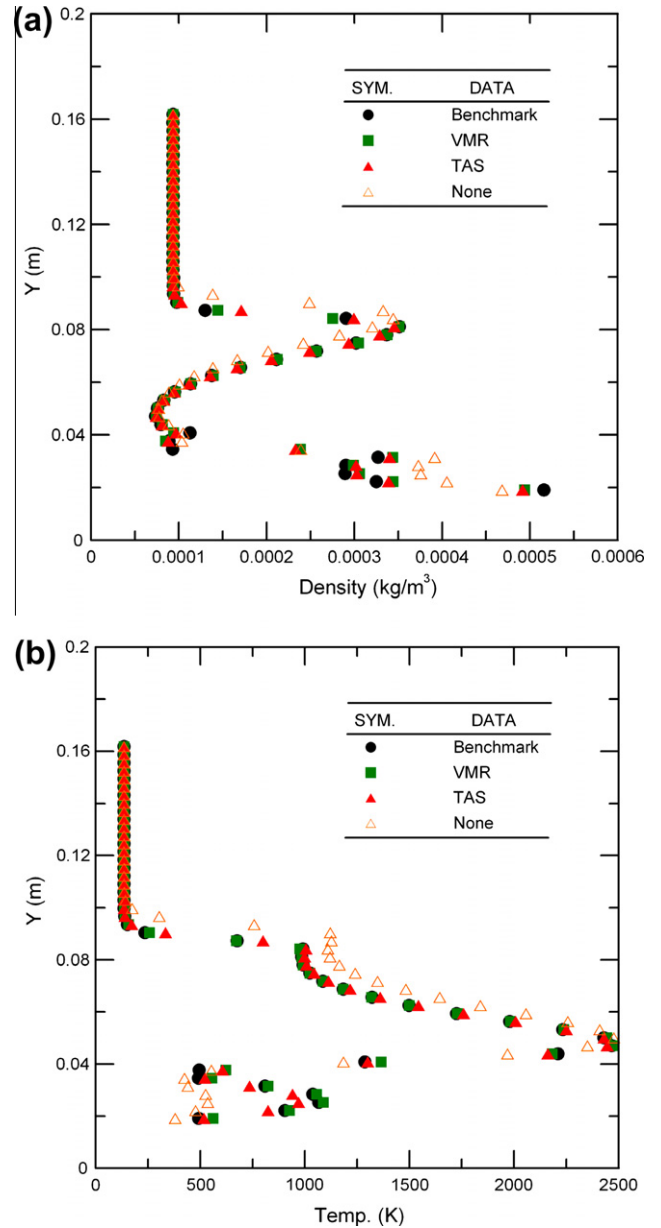 (a)
0.2
0.16
0.12
0.08
0.04
0
Y (m)
SYM. DATA
Benchmark
VMR
TAS
None
0 0.0001 0.0002 0.0003 0.0004 0.0005 0.0006
Density (kg/m³)
(b)
0.2
0.16
0.12
0.08
0.04
0
Y (m)
SYM. DATA
Benchmark
VMR
TAS
None
0 500 1000 1500 2000 2500
Temp. (K)